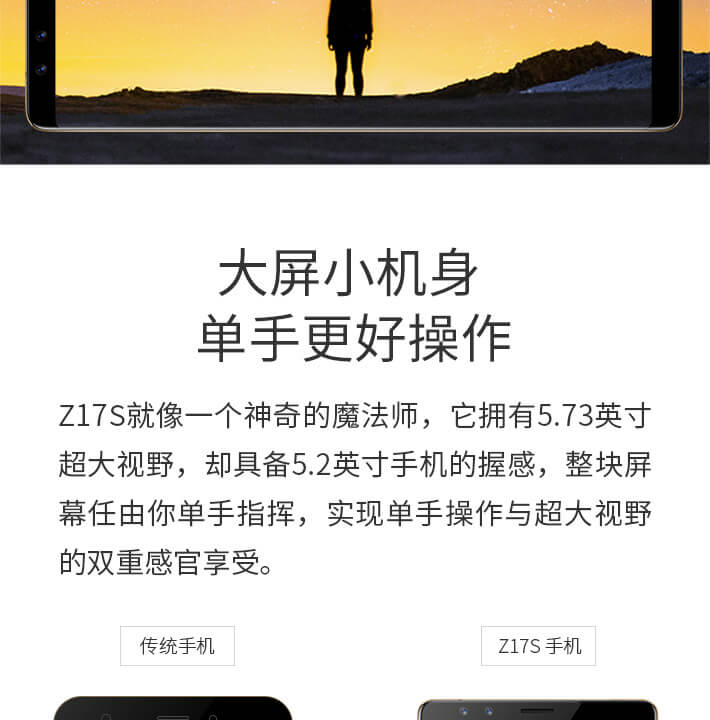 大屏小机身
单手更好操作
Z17S就像一个神奇的魔法师，它拥有5.73英寸
超大视野，却具备5.2英寸手机的握感，整块屏
幕任由你单手指挥，实现单手操作与超大视野
的双重感官享受。
传统手机
Z17S 手机